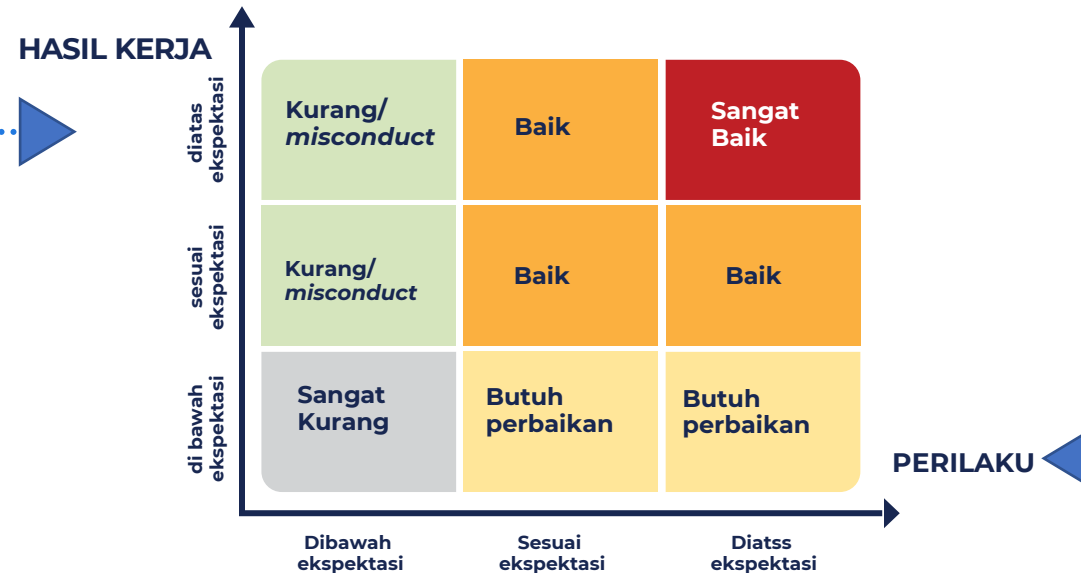 HASIL KERJA
diatas
ekspektasi
Kurang/
misconduct
Baik
Sangat
Baik
sesuai
ekspektasi
Kurang/
misconduct
Baik
Baik
di bawah
ekspektasi
Sangat
Kurang
Butuh
perbaikan
Butuh
perbaikan
PERILAKU
Dibawah
ekspektasi
Sesuai
ekspektasi
Diatss
ekspektasi